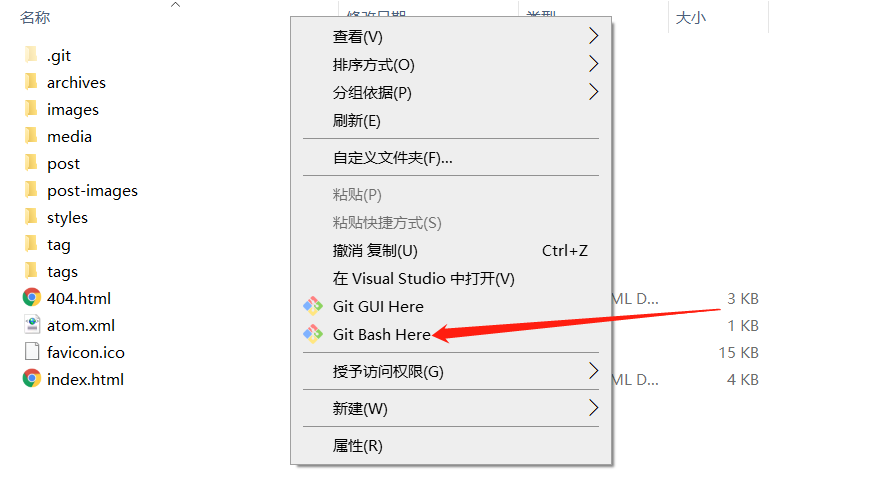 名称 修改日期 类型 大小
.git
archives
images
media
post
post-images
styles
tag
tags
404.html ML D... 3 KB
atom.xml 1 KB
favicon.ico 15 KB
index.html ML D... 4 KB
查看(V)
排序方式(O)
分组依据(P)
刷新(E)
自定义文件夹(F)...
粘贴(P)
粘贴快捷方式(S)
撤消 复制(U) Ctrl+Z
在 Visual Studio 中打开(V)
Git GUI Here
Git Bash Here
授予访问权限(G)
新建(W)
属性(R)